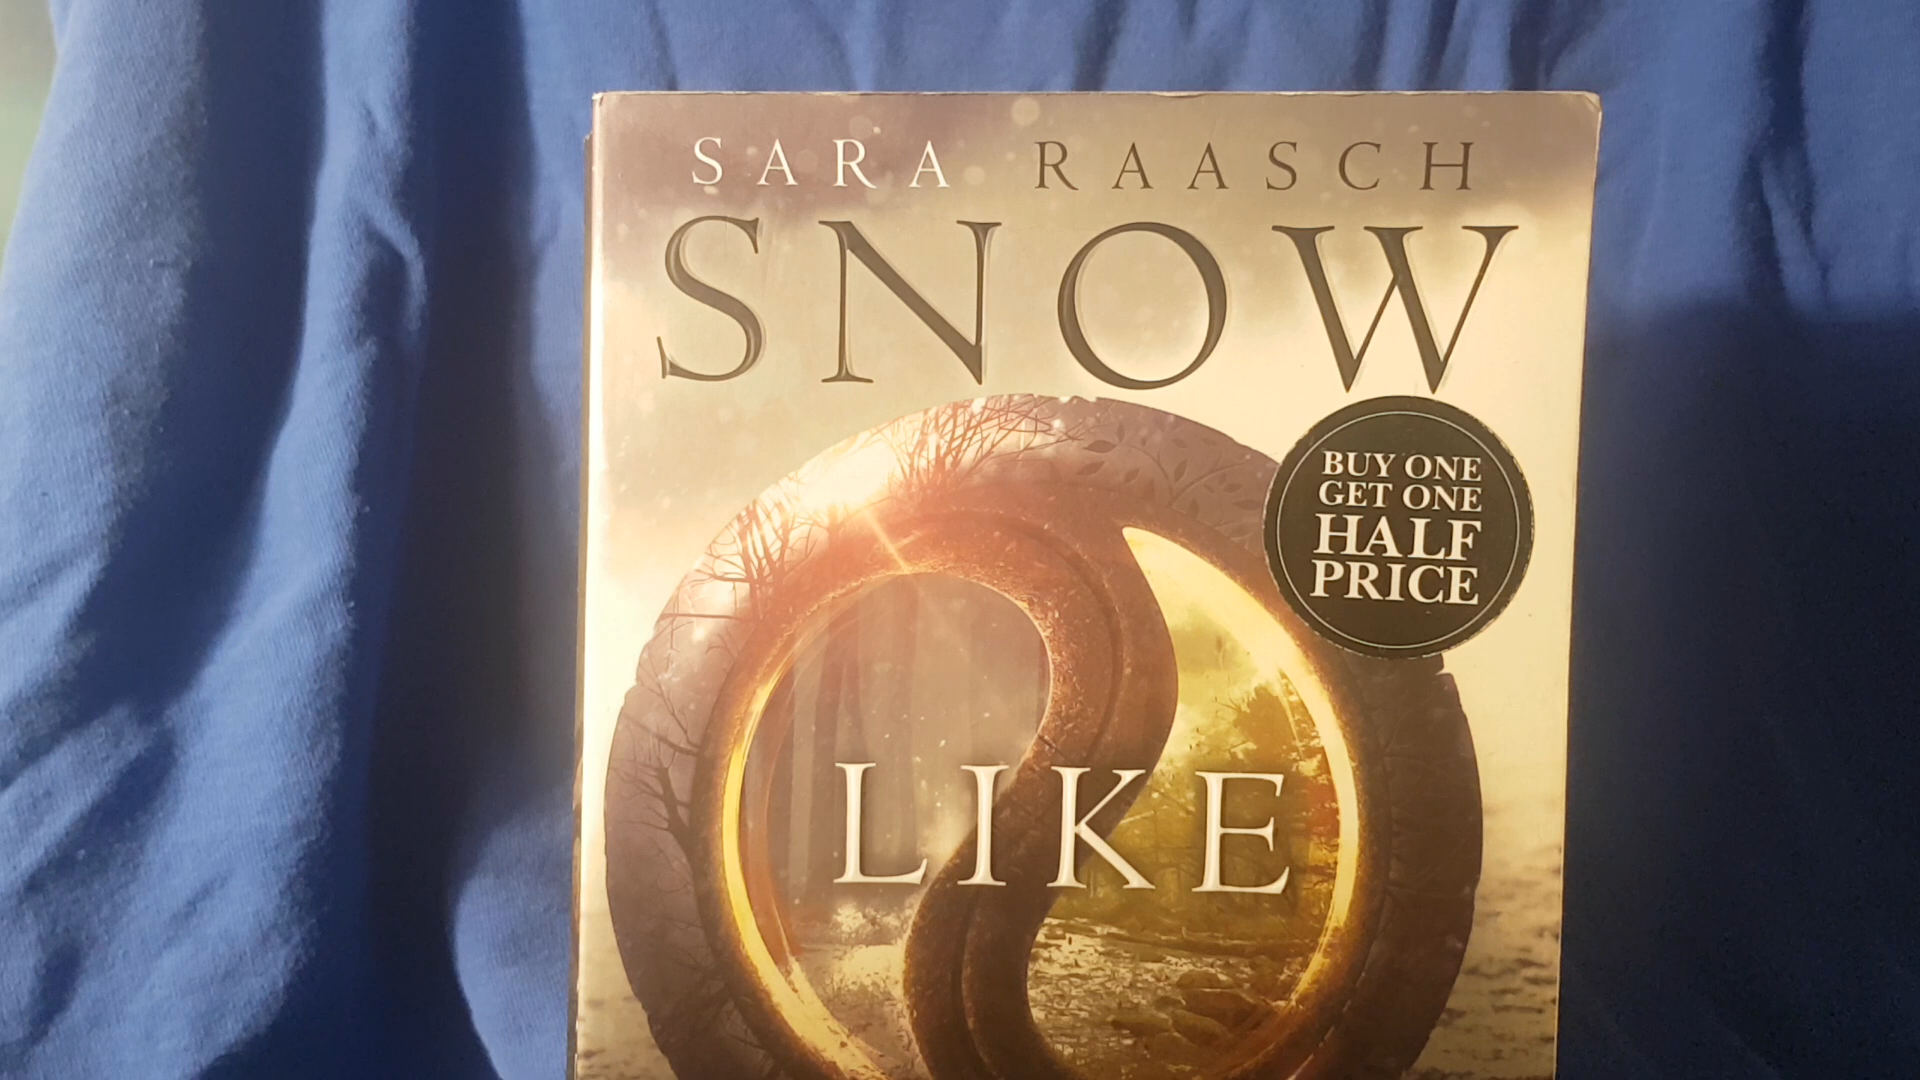 SARA RAASCH
SNOW
BUY ONE
GET ONE
HALF
PRICE
LIKE